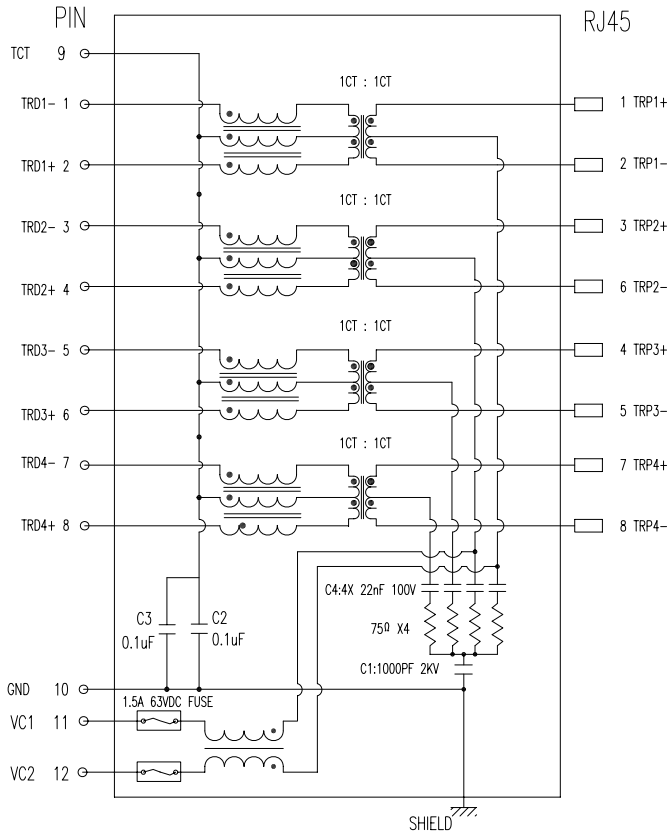 PIN RJ45
TCT 9
1CT : 1CT
TRD1- 1 1 TRP1+
TRD1+ 2 2 TRP1-
1CT : 1CT
TRD2- 3 3 TRP2+
TRD2+ 4 6 TRP2-
1CT : 1CT
TRD3- 5 4 TRP3+
TRD3+ 6 5 TRP3-
1CT : 1CT
TRD4- 7 7 TRP4+
TRD4+ 8 8 TRP4-
C4:4X 22nF 100V
C3 C2
0.1uF 0.1uF
75Ω X4
C1:1000PF 2KV
GND 10
1.5A 63VDC FUSE
VC1 11
VC2 12
SHIELD